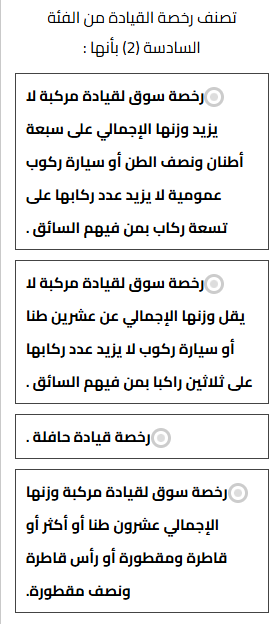 تصنف رخصة القيادة من الفئة
السادسة (2) بأنها :
رخصة سوق لقيادة مركبة لا
يزيد وزنها الإجمالي على سبعة
أطنان ونصف الطن أو سيارة ركوب
عمومية لا يزيد عدد ركابها على
تسعة ركاب بمن فيهم السائق .
رخصة سوق لقيادة مركبة لا
يقل وزنها الإجمالي عن عشرين طنا
أو سيارة ركوب لا يزيد عدد ركابها
على ثلاثين راكبا بمن فيهم السائق .
رخصة قيادة حافلة .
رخصة سوق لقيادة مركبة وزنها
الإجمالي عشرون طنا أو أكثر أو
قاطرة ومقطورة أو رأس قاطرة
ونصف مقطورة.